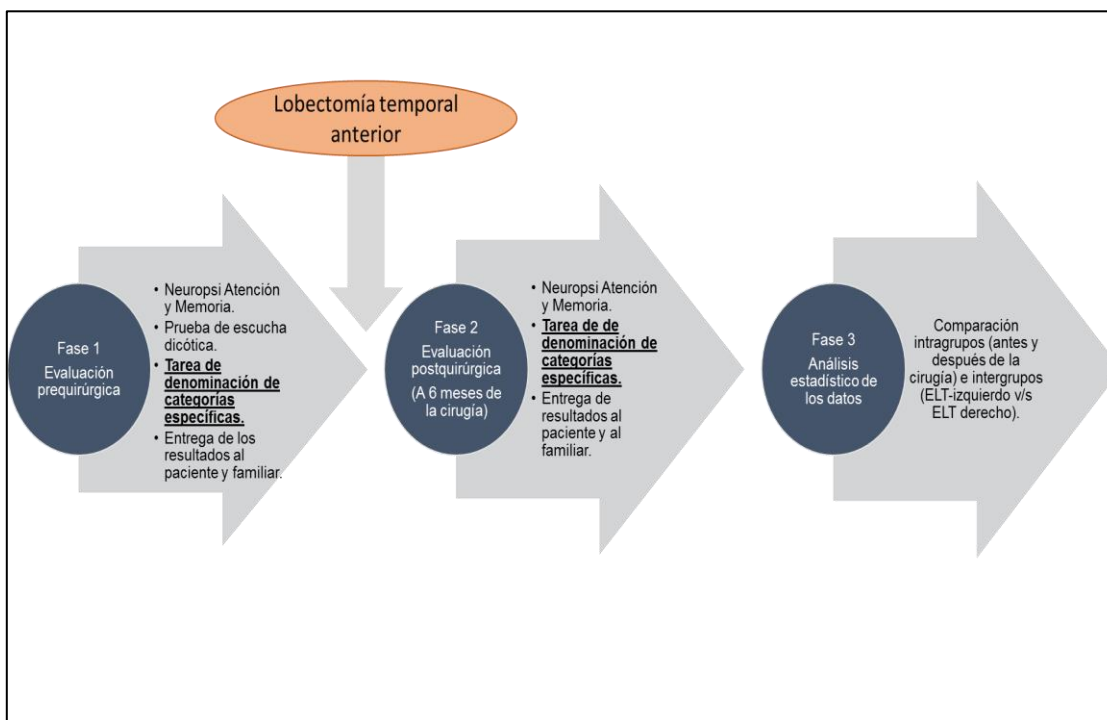 Lobectomía temporal
anterior
Fase 1
Evaluación
prequirúrgica
• Neuropsi Atención
y Memoria.
• Prueba de escucha
dicótica.
• Tarea de
denominación de
categorías
específicas.
• Entrega de los
resultados al
paciente y familiar.
Fase 2
Evaluación
postquirúrgica
(A 6 meses de
la cirugía)
• Neuropsi Atención
y Memoria.
• Tarea de de
denominación de
categorías
específicas.
• Entrega de
resultados al
paciente y al
familiar.
Fase 3
Análisis
estadístico de
los datos
Comparación
intragrupos (antes y
después de la
cirugía) e intergrupos
(ELT-izquierdo v/s
ELT derecho).